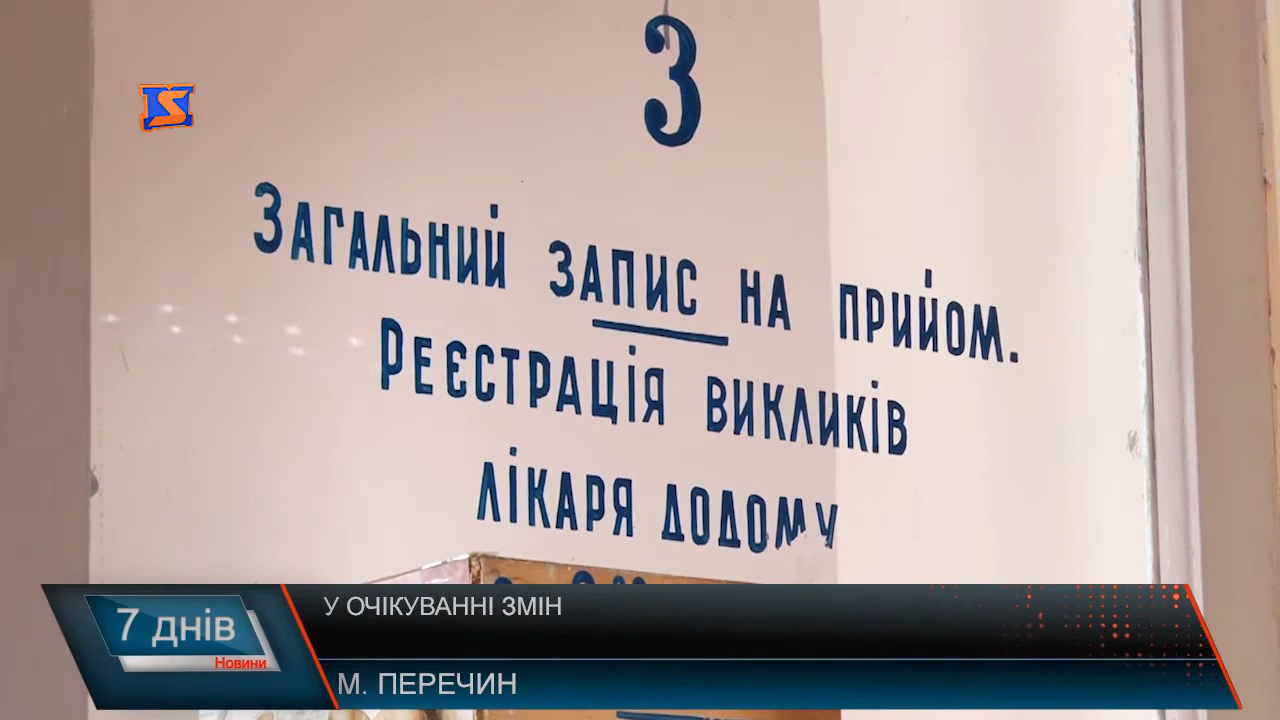 3
Загальний запис на прийом.
Реєстрація викликів
лікаря додому
7 днів
Новини
У ОЧІКУВАННІ ЗМІН
М. ПЕРЕЧИН